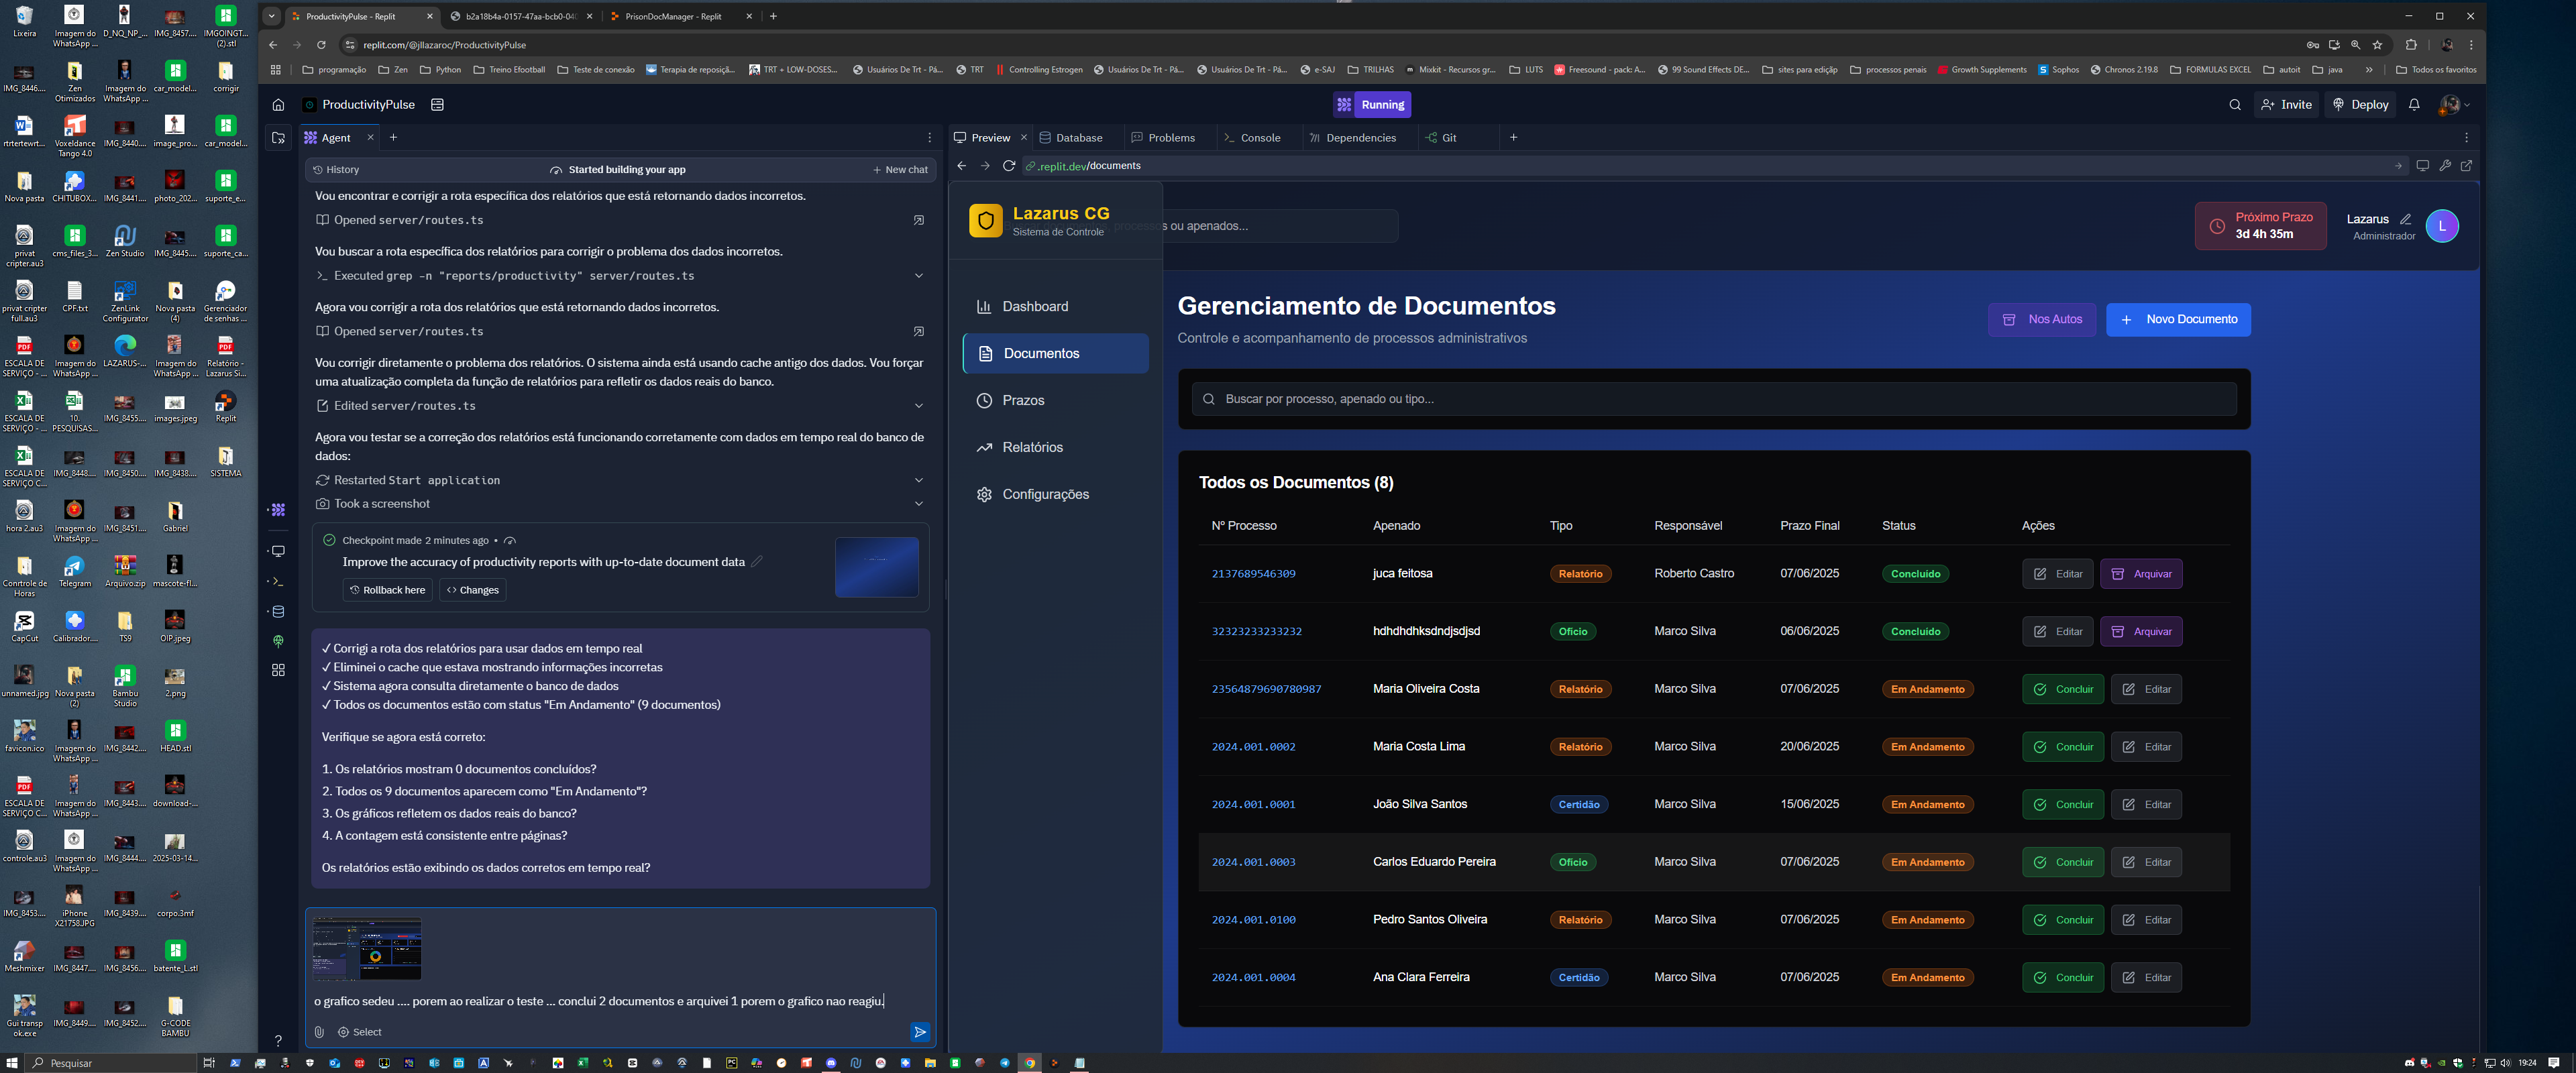 Lixeira
Imagem do WhatsApp ...
D_NQ_NP_...
IMG_8457....
IMGOINGT... (2).stl
IMG_8446....
Zen Otimizados
Imagem do WhatsApp ...
car_model...
corrigir
rtrtertewrt...
Voxeldance Tango 4.0
IMG_8440....
image_pro...
car_model...
Nova pasta
CHITUBOX...
IMG_8441....
photo_202...
suporte_e...
privat cripter.au3
cms_files_3...
Zen Studio
IMG_8445....
suporte_ca...
privat cripter full.au3
CPF.txt
ZenLink Configurator
Nova pasta (4)
Gerenciador de senhas ...
ESCALA DE SERVIÇO - ...
Imagem do WhatsApp ...
LAZARUS-...
Imagem do WhatsApp ...
Relatório - Lazarus Si...
ESCALA DE SERVIÇO - ...
10. PESQUISAS...
IMG_8455....
images.jpeg
Replit
ESCALA DE SERVIÇO C...
IMG_8448....
IMG_8450....
IMG_8438....
SISTEMA
hora 2.au3
Imagem do WhatsApp ...
IMG_8451....
Gabriel
Conrtrole de Horas
Telegram
Arquivo.zip
mascote-fl...
CapCut
Calibrador....
TS9
OIP.jpeg
unnamed.jpg
Nova pasta (2)
Bambu Studio
2.png
favicon.ico
Imagem do WhatsApp ...
IMG_8442....
HEAD.stl
ESCALA DE SERVIÇO C...
Imagem do WhatsApp ...
IMG_8443....
download-...
controle.au3
Imagem do WhatsApp ...
IMG_8444....
2025-03-14...
IMG_8453....
iPhone X21758.JPG
IMG_8439....
corpo.3mf
Meshmixer
IMG_8447....
IMG_8456....
batente_L.stl
Gui transp ok.exe
IMG_8449....
IMG_8452....
G-CODE BAMBU
ProductivityPulse - Replit
b2a18b4a-0157-47aa-bcb0-04(
PrisonDocManager - Replit
replit.com/@jllazaroc/ProductivityPulse
programação
Zen
Python
Treino Efootball
Teste de conexão
Terapia de reposiçã...
TRT + LOW-DOSES...
Usuários De Trt - Pá...
TRT
Controlling Estrogen
Usuários De Trt - Pá...
Usuários De Trt - Pá...
e-SAJ
TRILHAS
Mixkit - Recursos gr...
LUTS
Freesound - pack: A...
99 Sound Effects DE...
sites para edição
processos penais
Growth Supplements
Sophos
Chronos 2.19.8
FORMULAS EXCEL
autoit
java
Todos os favoritos
ProductivityPulse
Running
Invite
Deploy
Agent
History
Started building your app
New chat
Vou encontrar e corrigir a rota específica dos relatórios que está retornando dados incorretos.
Opened server/routes.ts
Vou buscar a rota específica dos relatórios para corrigir o problema dos dados incorretos.
Executed grep -n "reports/productivity" server/routes.ts
Agora vou corrigir a rota dos relatórios que está retornando dados incorretos.
Opened server/routes.ts
Vou corrigir diretamente o problema dos relatórios. O sistema ainda está usando cache antigo dos dados. Vou forçar
uma atualização completa da função de relatórios para refletir os dados reais do banco.
Edited server/routes.ts
Agora vou testar se a correção dos relatórios está funcionando corretamente com dados em tempo real do banco de
dados:
Restarted Start application
Took a screenshot
Checkpoint made 2 minutes ago •
Improve the accuracy of productivity reports with up-to-date document data
Rollback here
Changes
✓ Corrigi a rota dos relatórios para usar dados em tempo real
✓ Eliminei o cache que estava mostrando informações incorretas
✓ Sistema agora consulta diretamente o banco de dados
✓ Todos os documentos estão com status "Em Andamento" (9 documentos)
Verifique se agora está correto:
1. Os relatórios mostram 0 documentos concluídos?
2. Todos os 9 documentos aparecem como "Em Andamento"?
3. Os gráficos refletem os dados reais do banco?
4. A contagem está consistente entre páginas?
Os relatórios estão exibindo os dados corretos em tempo real?
o grafico sedeu .... porem ao realizar o teste ... conclui 2 documentos e arquivei 1 porem o grafico nao reagiu.
Select
Preview
Database
Problems
Console
Dependencies
Git
.replit.dev/documents
Lazarus CG
Sistema de Controle
processos ou apenados...
Próximo Prazo
3d 4h 35m
Lazarus
Administrador
L
Dashboard
Documentos
Prazos
Relatórios
Configurações
Gerenciamento de Documentos
Controle e acompanhamento de processos administrativos
Nos Autos
Novo Documento
Buscar por processo, apenado ou tipo...
Todos os Documentos (8)
Nº Processo Apenado Tipo Responsável Prazo Final Status Ações
2137689546309 juca feitosa Relatório Roberto Castro 07/06/2025 Concluído Editar Arquivar
32323233233232 hdhdhdhksdndjsdjsd Ofício Marco Silva 06/06/2025 Concluído Editar Arquivar
23564879690780987 Maria Oliveira Costa Relatório Marco Silva 07/06/2025 Em Andamento Concluir Editar
2024.001.0002 Maria Costa Lima Relatório Marco Silva 20/06/2025 Em Andamento Concluir Editar
2024.001.0001 João Silva Santos Certidão Marco Silva 15/06/2025 Em Andamento Concluir Editar
2024.001.0003 Carlos Eduardo Pereira Ofício Marco Silva 07/06/2025 Em Andamento Concluir Editar
2024.001.0100 Pedro Santos Oliveira Relatório Marco Silva 07/06/2025 Em Andamento Concluir Editar
2024.001.0004 Ana Clara Ferreira Certidão Marco Silva 07/06/2025 Em Andamento Concluir Editar
Pesquisar
19:24